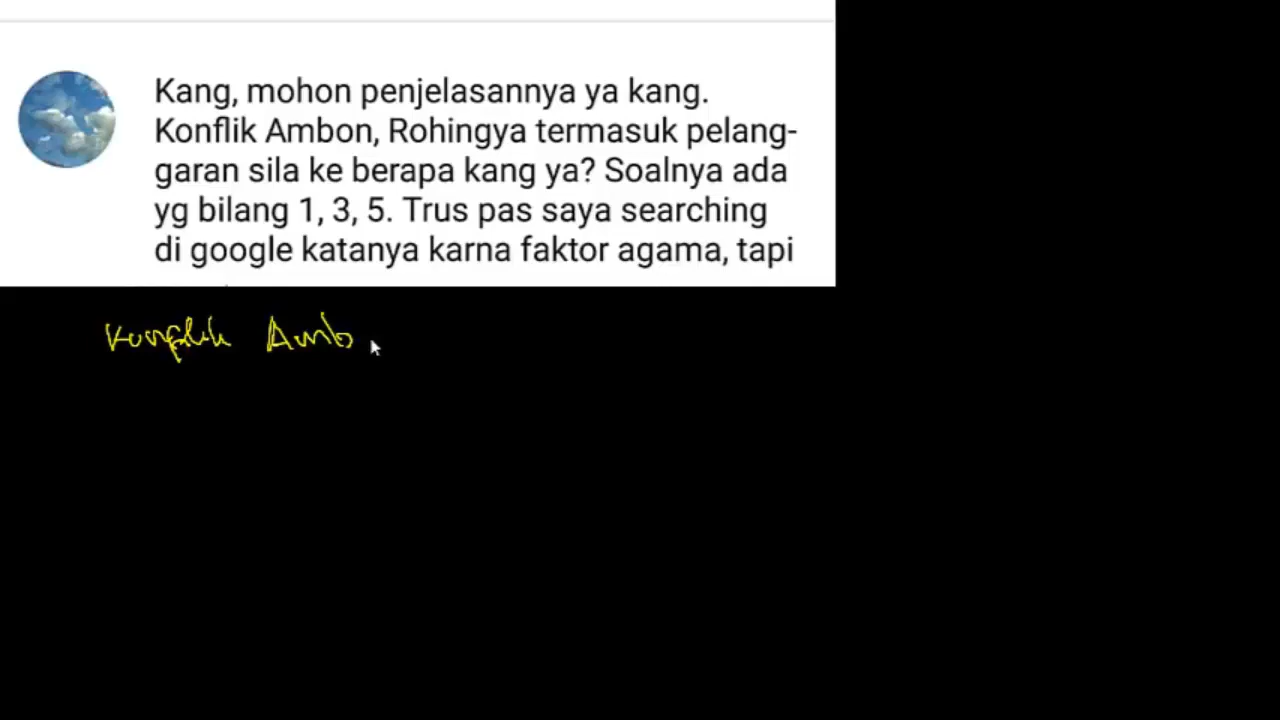 Kang, mohon penjelasannya ya kang.
Konflik Ambon, Rohingya termasuk pelang-
garan sila ke berapa kang ya? Soalnya ada
yg bilang 1, 3, 5. Trus pas saya searching
di google katanya karna faktor agama, tapi
Konflik Amb